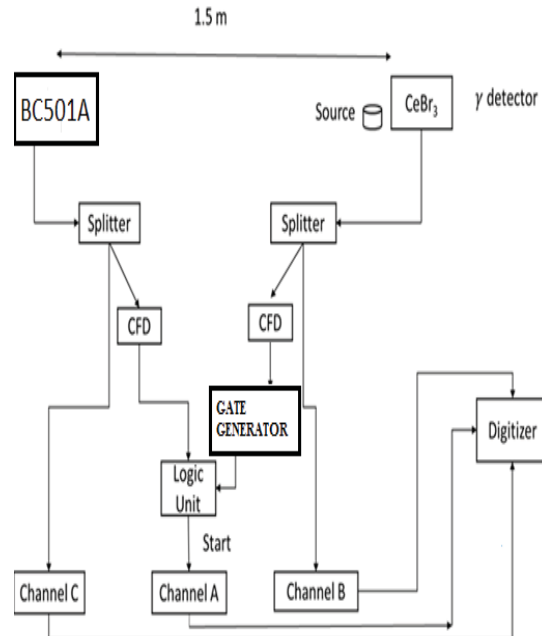 1.5 m
BC501A
Source
CeBr₃
γ detector
Splitter
Splitter
CFD
CFD
GATE
GENERATOR
Digitizer
Logic
Unit
Start
Channel C
Channel A
Channel B